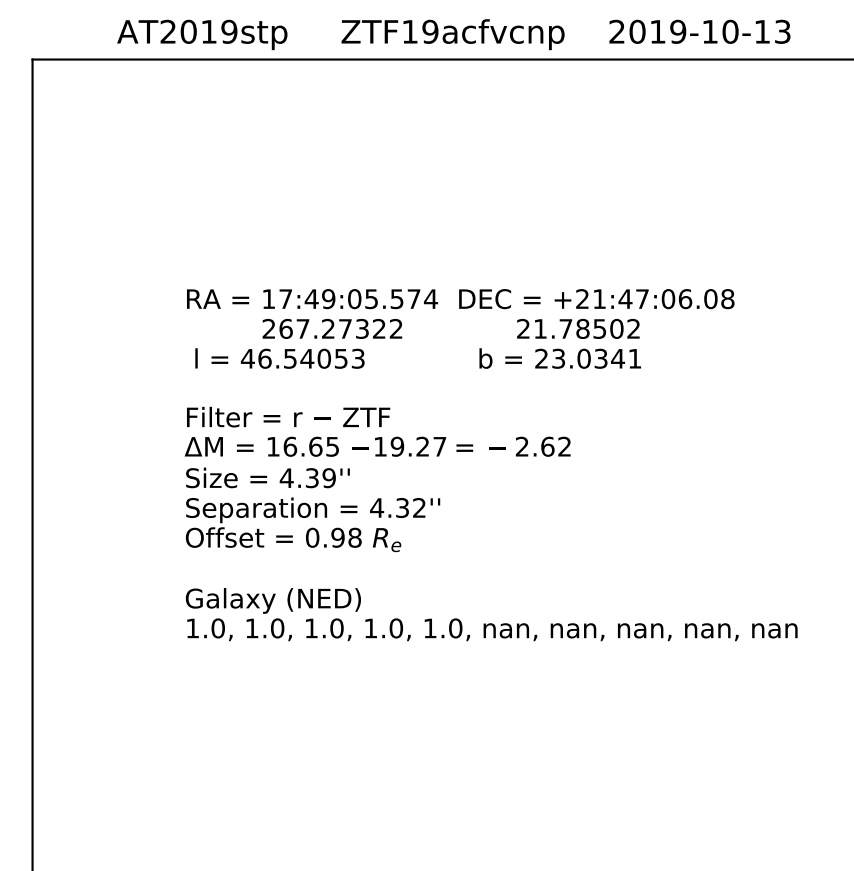 AT2019stp ZTF19acfvcnp 2019-10-13
RA = 17:49:05.574 DEC = +21:47:06.08
267.27322 21.78502
l = 46.54053 b = 23.0341
Filter = r − ZTF
ΔM = 16.65 −19.27 = − 2.62
Size = 4.39''
Separation = 4.32''
Offset = 0.98 Rₑ
Galaxy (NED)
1.0, 1.0, 1.0, 1.0, 1.0, nan, nan, nan, nan, nan